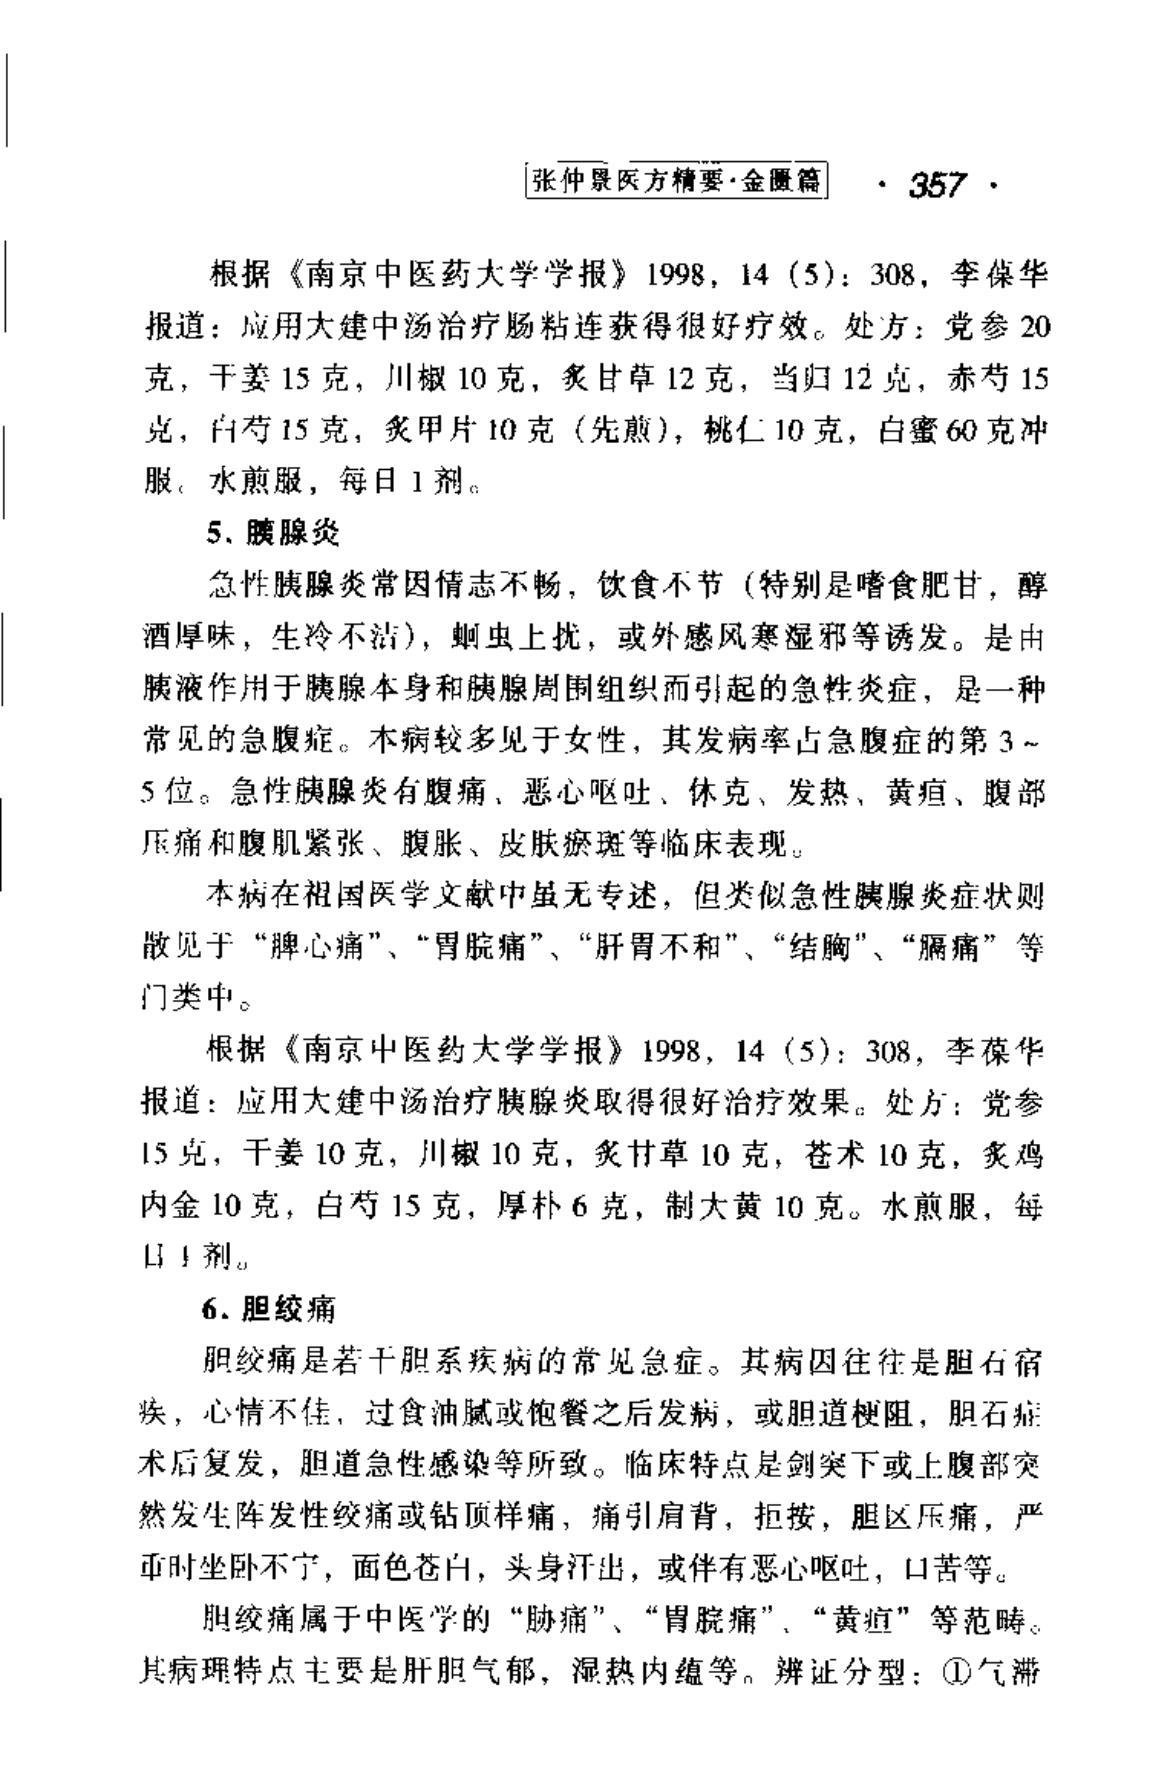 张仲景医方精要·金匮篇 · 357 ·
根据《南京中医药大学学报》1998，14（5）：308，李葆华
报道：应用大建中汤治疗肠粘连获得很好疗效。处方：党参 20
克，干姜 15 克，川椒 10 克，炙甘草 12 克，当归 12 克，赤芍 15
克，白芍 15 克，炙甲片 10 克（先煎），桃仁 10 克，白蜜 60 克冲
服。水煎服，每日 1 剂。
5. 胰腺炎
急性胰腺炎常因情志不畅，饮食不节（特别是嗜食肥甘，醇
酒厚味，生冷不洁），蛔虫上扰，或外感风寒湿邪等诱发。是由
胰液作用于胰腺本身和胰腺周围组织而引起的急性炎症，是一种
常见的急腹症。本病较多见于女性，其发病率占急腹症的第 3～
5 位。急性胰腺炎有腹痛、恶心呕吐、休克、发热、黄疸、腹部
压痛和腹肌紧张、腹胀、皮肤瘀斑等临床表现。
本病在祖国医学文献中虽无专述，但类似急性胰腺炎症状则
散见于“脾心痛”、“胃脘痛”、“肝胃不和”、“结胸”、“膈痛”等
门类中。
根据《南京中医药大学学报》1998，14（5）：308，李葆华
报道：应用大建中汤治疗胰腺炎取得很好治疗效果。处方：党参
15 克，干姜 10 克，川椒 10 克，炙甘草 10 克，苍术 10 克，炙鸡
内金 10 克，白芍 15 克，厚朴 6 克，制大黄 10 克。水煎服，每
日 1 剂。
6. 胆绞痛
胆绞痛是若干胆系疾病的常见急症。其病因往往是胆石宿
疾，心情不佳，过食油腻或饱餐之后发病，或胆道梗阻，胆石症
术后复发，胆道急性感染等所致。临床特点是剑突下或上腹部突
然发生阵发性绞痛或钻顶样痛，痛引肩背，拒按，胆区压痛，严
重时坐卧不宁，面色苍白，头身汗出，或伴有恶心呕吐，口苦等。
胆绞痛属于中医学的“胁痛”、“胃脘痛”、“黄疸”等范畴。
其病理特点主要是肝胆气郁，湿热内蕴等。辨证分型：①气滞